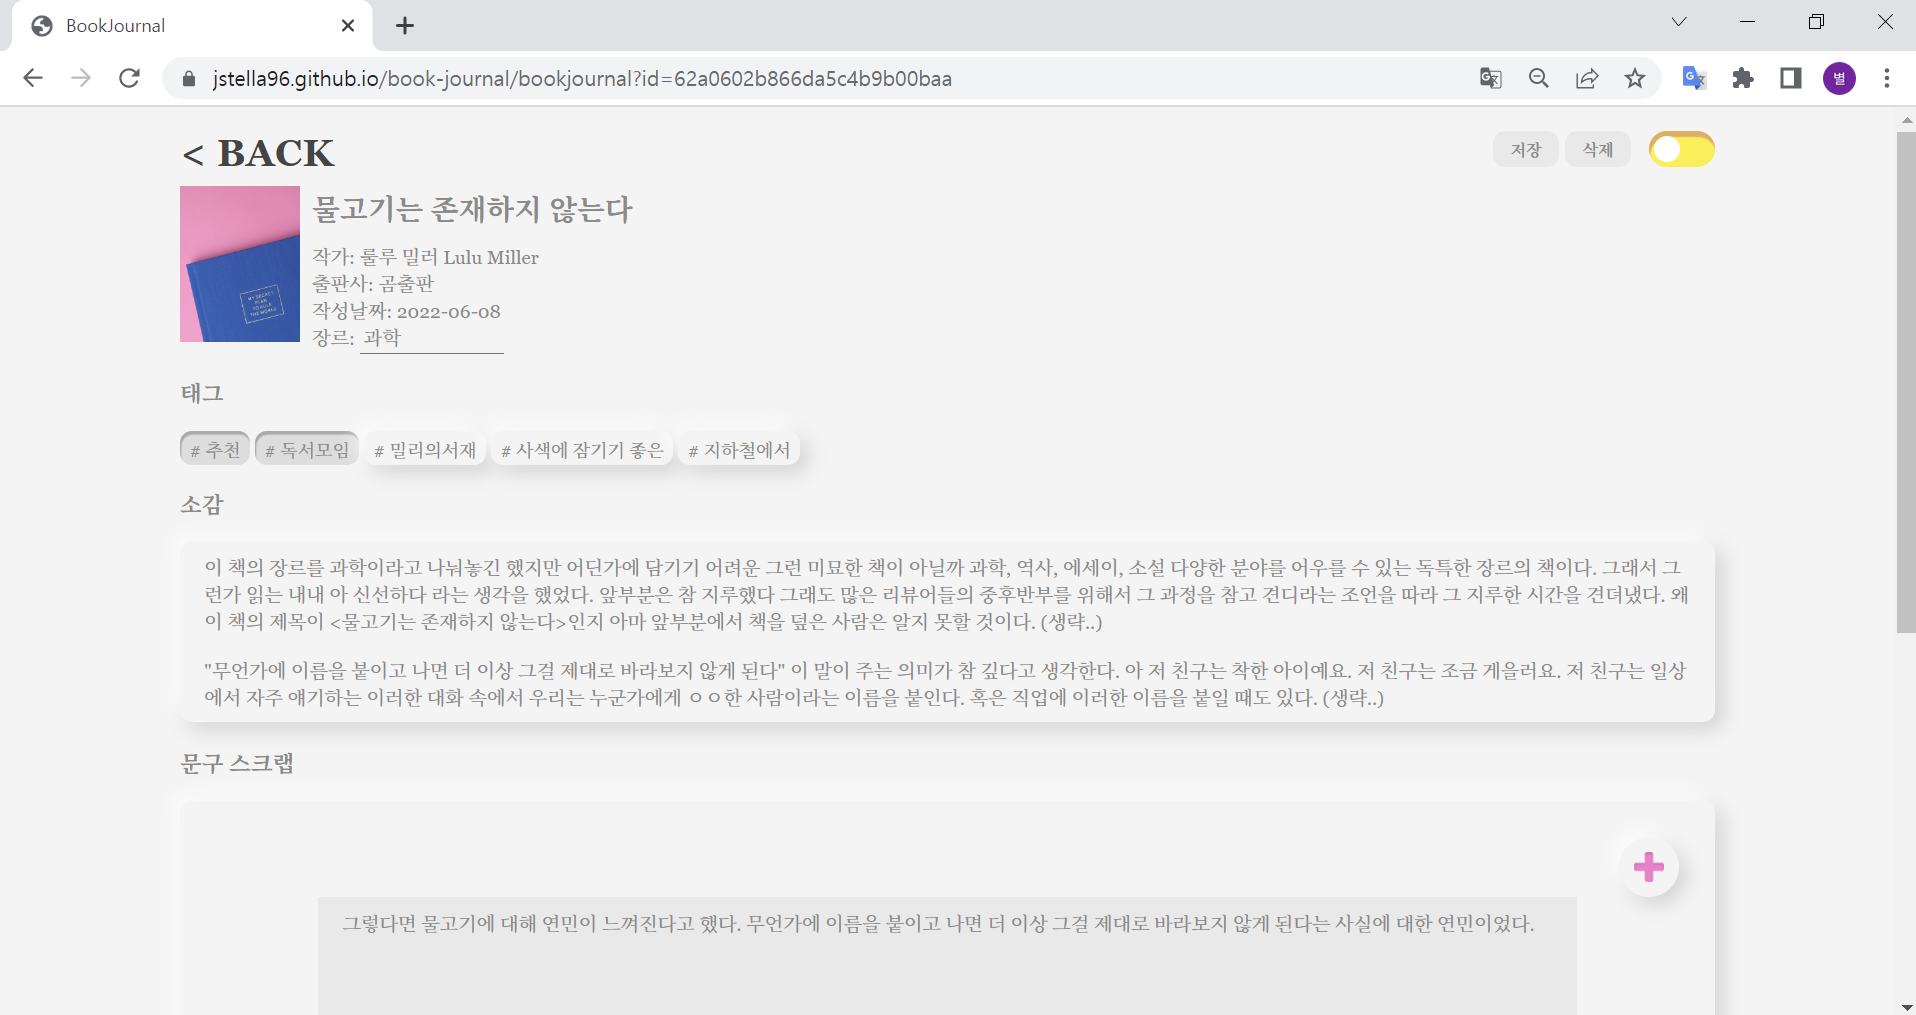 BookJournal
jstella96.github.io/book-journal/bookjournal?id=62a0602b866da5c4b9b00baa
별
< BACK
저장
삭제
MY SECRET
PLAN
TO RULE
THE WORLD
물고기는 존재하지 않는다
작가: 룰루 밀러 Lulu Miller
출판사: 곰출판
작성날짜: 2022-06-08
장르: 과학
태그
# 추천 # 독서모임 # 밀리의서재 # 사색에 잠기기 좋은 # 지하철에서
소감
이 책의 장르를 과학이라고 나눠놓긴 했지만 어딘가에 담기기 어려운 그런 미묘한 책이 아닐까 과학, 역사, 에세이, 소설 다양한 분야를 어우를 수 있는 독특한 장르의 책이다. 그래서 그
런가 읽는 내내 아 신선하다 라는 생각을 했었다. 앞부분은 참 지루했다 그래도 많은 리뷰어들의 중후반부를 위해서 그 과정을 참고 견디라는 조언을 따라 그 지루한 시간을 견뎌냈다. 왜
이 책의 제목이 <물고기는 존재하지 않는다>인지 아마 앞부분에서 책을 덮은 사람은 알지 못할 것이다. (생략..)
"무언가에 이름을 붙이고 나면 더 이상 그걸 제대로 바라보지 않게 된다" 이 말이 주는 의미가 참 깊다고 생각한다. 아 저 친구는 착한 아이예요. 저 친구는 조금 게을러요. 저 친구는 일상
에서 자주 얘기하는 이러한 대화 속에서 우리는 누군가에게 ㅇㅇ한 사람이라는 이름을 붙인다. 혹은 직업에 이러한 이름을 붙일 때도 있다. (생략..)
문구 스크랩
그렇다면 물고기에 대해 연민이 느껴진다고 했다. 무언가에 이름을 붙이고 나면 더 이상 그걸 제대로 바라보지 않게 된다는 사실에 대한 연민이었다.